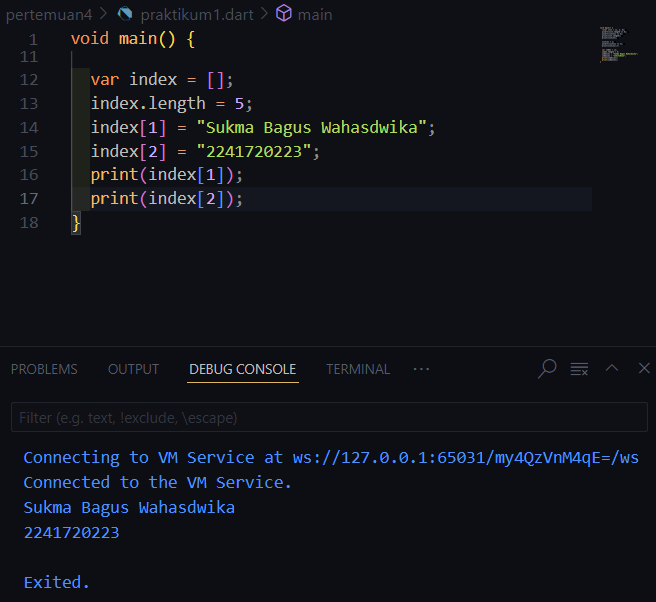 pertemuan4 > praktikum1.dart > main
1 void main() {
11
12 var index = [];
13 index.length = 5;
14 index[1] = "Sukma Bagus Wahasdwika";
15 index[2] = "2241720223";
16 print(index[1]);
17 print(index[2]);
18 }
PROBLEMS OUTPUT DEBUG CONSOLE TERMINAL ···
Filter (e.g. text, !exclude, \escape)
Connecting to VM Service at ws://127.0.0.1:65031/my4QzVnM4qE=/ws
Connected to the VM Service.
Sukma Bagus Wahasdwika
2241720223
Exited.